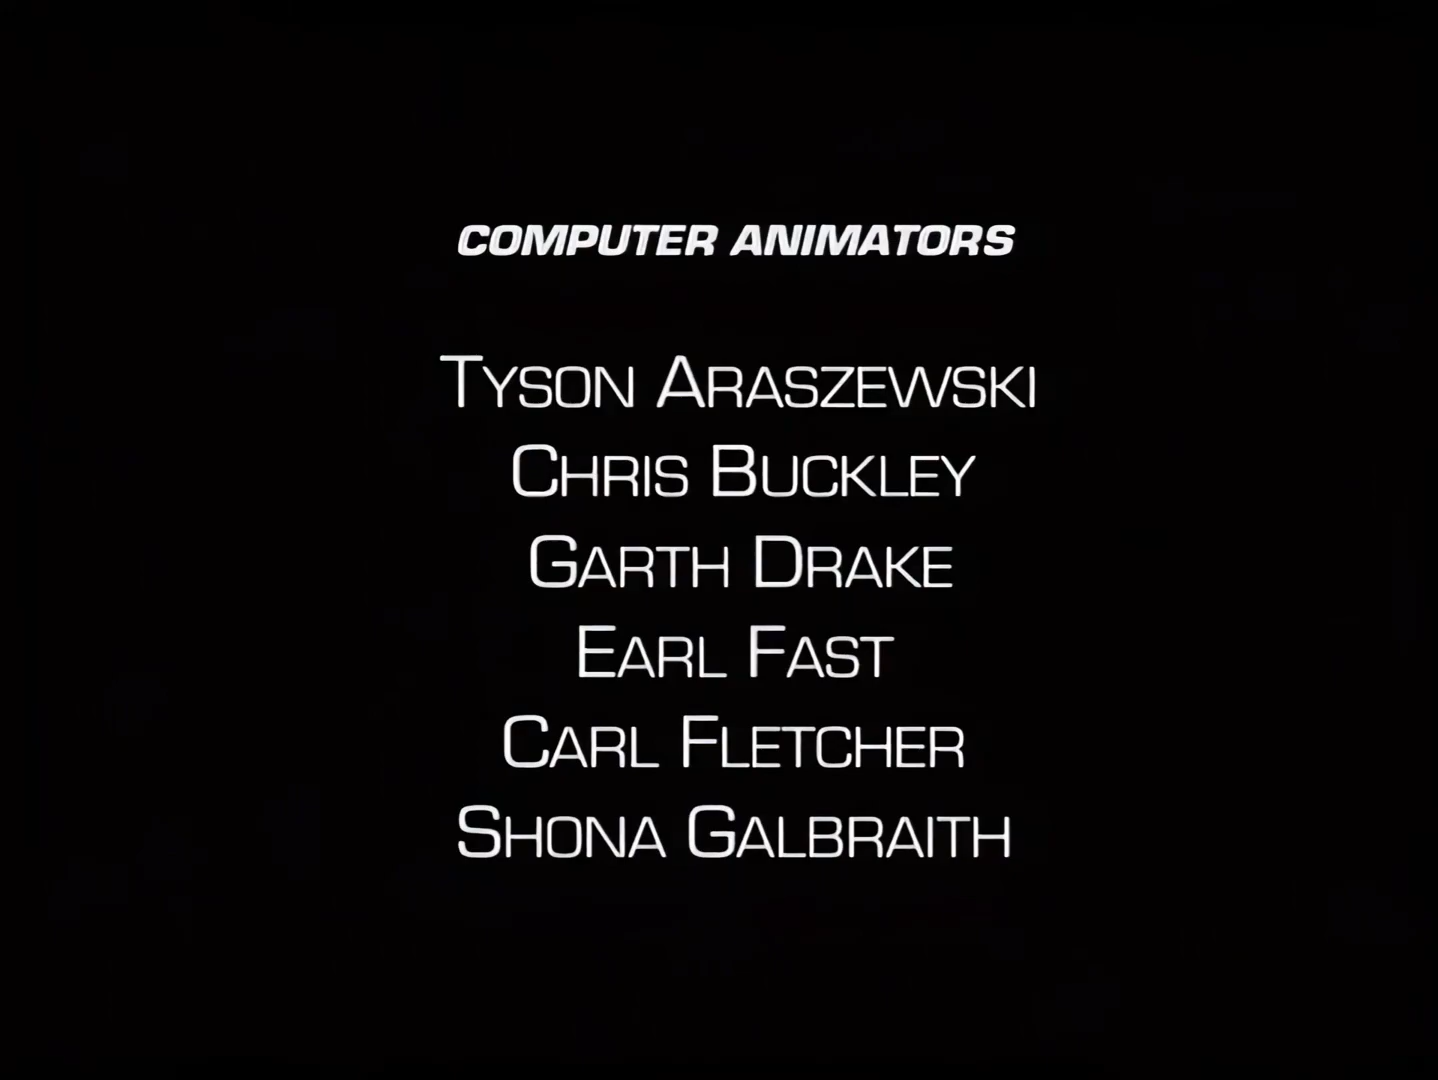 COMPUTER ANIMATORS
TYSON ARASZEWSKI
CHRIS BUCKLEY
GARTH DRAKE
EARL FAST
CARL FLETCHER
SHONA GALBRAITH